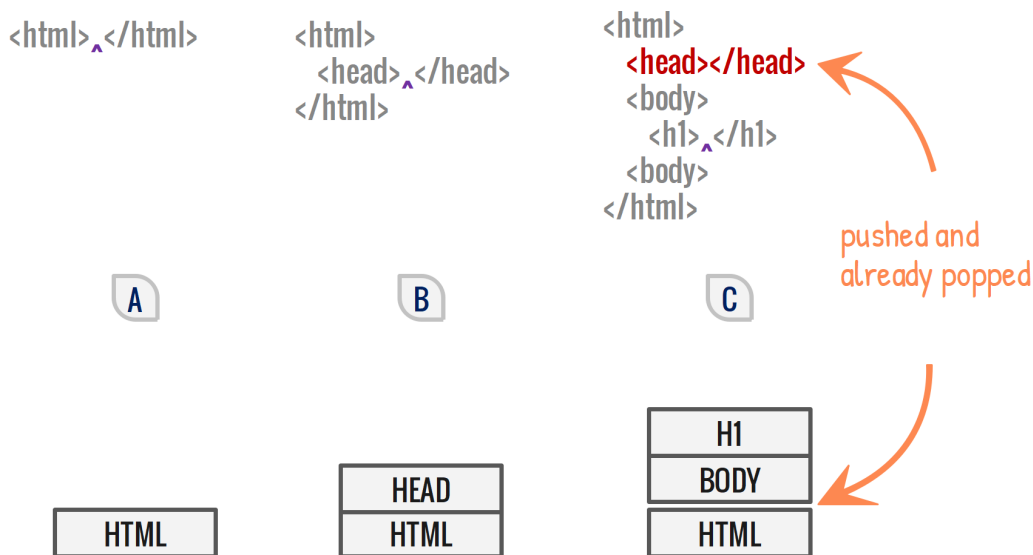 <html>‸</html>
<html>
<head>‸</head>
</html>
<html>
<head></head>
<body>
<h1>‸</h1>
<body>
</html>
pushed and
already popped
A
B
C
HTML
HEAD
HTML
H1
BODY
HTML